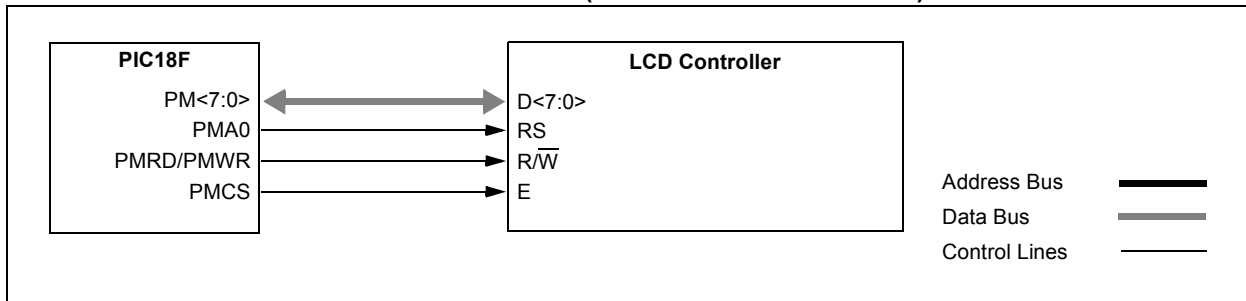 PIC18F
PM<7:0>
PMA0
PMRD/PMWR
PMCS
LCD Controller
D<7:0>
RS
R/W̅
E
Address Bus
Data Bus
Control Lines